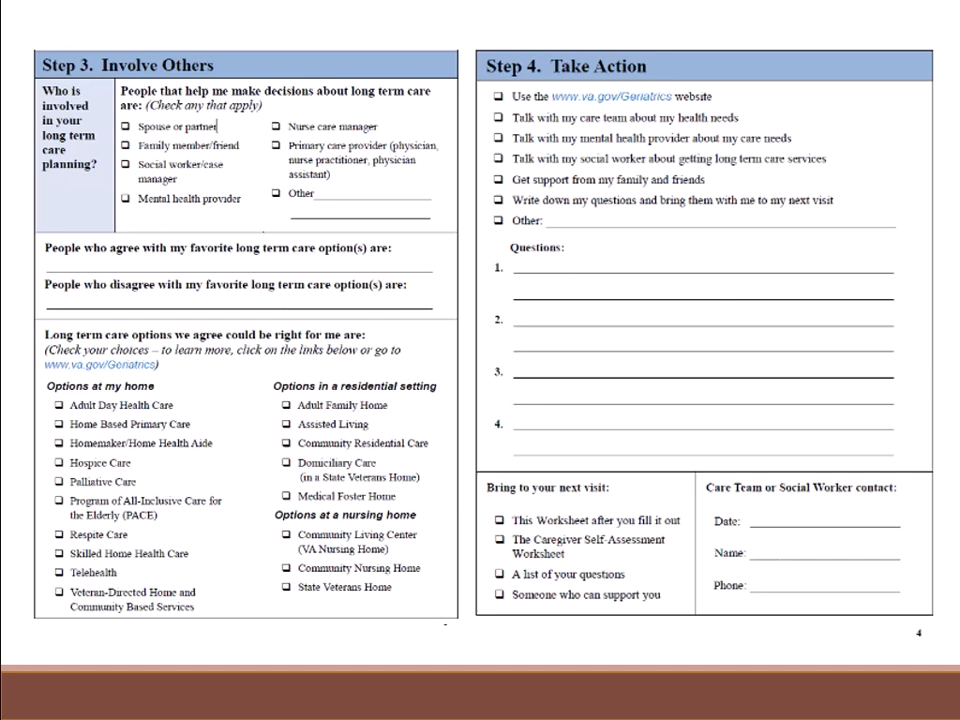 Step 3. Involve Others
Who is
involved
in your
long term
care
planning?
People that help me make decisions about long term care
are: (Check any that apply)
Spouse or partner
Family member/friend
Social worker/case
manager
Mental health provider
Nurse care manager
Primary care provider (physician,
nurse practitioner, physician
assistant)
Other
People who agree with my favorite long term care option(s) are:
People who disagree with my favorite long term care option(s) are:
Long term care options we agree could be right for me are:
(Check your choices – to learn more, click on the links below or go to
www.va.gov/Geriatrics)
Options at my home
Adult Day Health Care
Home Based Primary Care
Homemaker/Home Health Aide
Hospice Care
Palliative Care
Program of All-Inclusive Care for
the Elderly (PACE)
Respite Care
Skilled Home Health Care
Telehealth
Veteran-Directed Home and
Community Based Services
Options in a residential setting
Adult Family Home
Assisted Living
Community Residential Care
Domiciliary Care
(in a State Veterans Home)
Medical Foster Home
Options at a nursing home
Community Living Center
(VA Nursing Home)
Community Nursing Home
State Veterans Home
Step 4. Take Action
Use the www.va.gov/Geriatrics website
Talk with my care team about my health needs
Talk with my mental health provider about my care needs
Talk with my social worker about getting long term care services
Get support from my family and friends
Write down my questions and bring them with me to my next visit
Other:
Questions:
1.
2.
3.
4.
Bring to your next visit:
This Worksheet after you fill it out
The Caregiver Self-Assessment
Worksheet
A list of your questions
Someone who can support you
Care Team or Social Worker contact:
Date:
Name:
Phone:
4